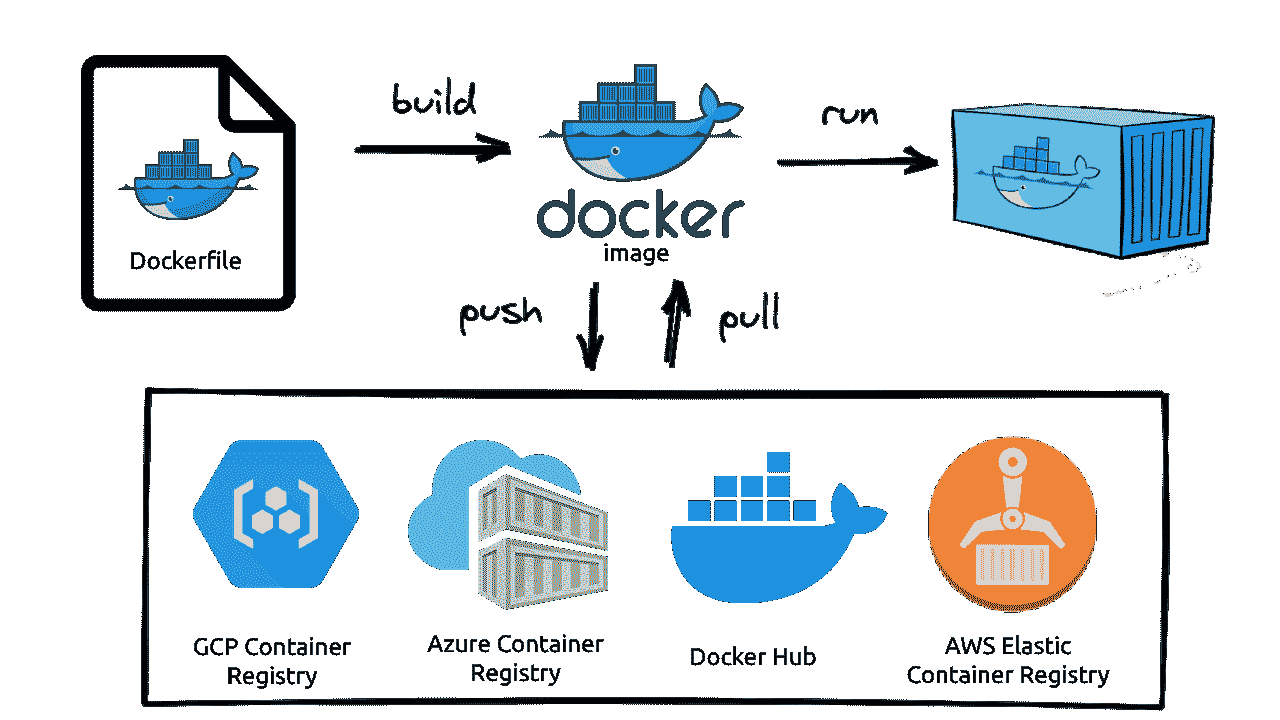 build
run
Dockerfile
docker
image
push
pull
GCP Container
Registry
Azure Container
Registry
Docker Hub
AWS Elastic
Container Registry